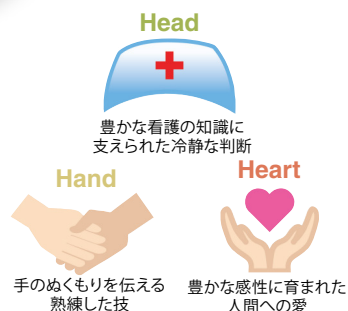 Head
豊かな看護の知識に
支えられた冷静な判断
Hand
手のぬくもりを伝える
熟練した技
Heart
豊かな感性に育まれた
人間への愛